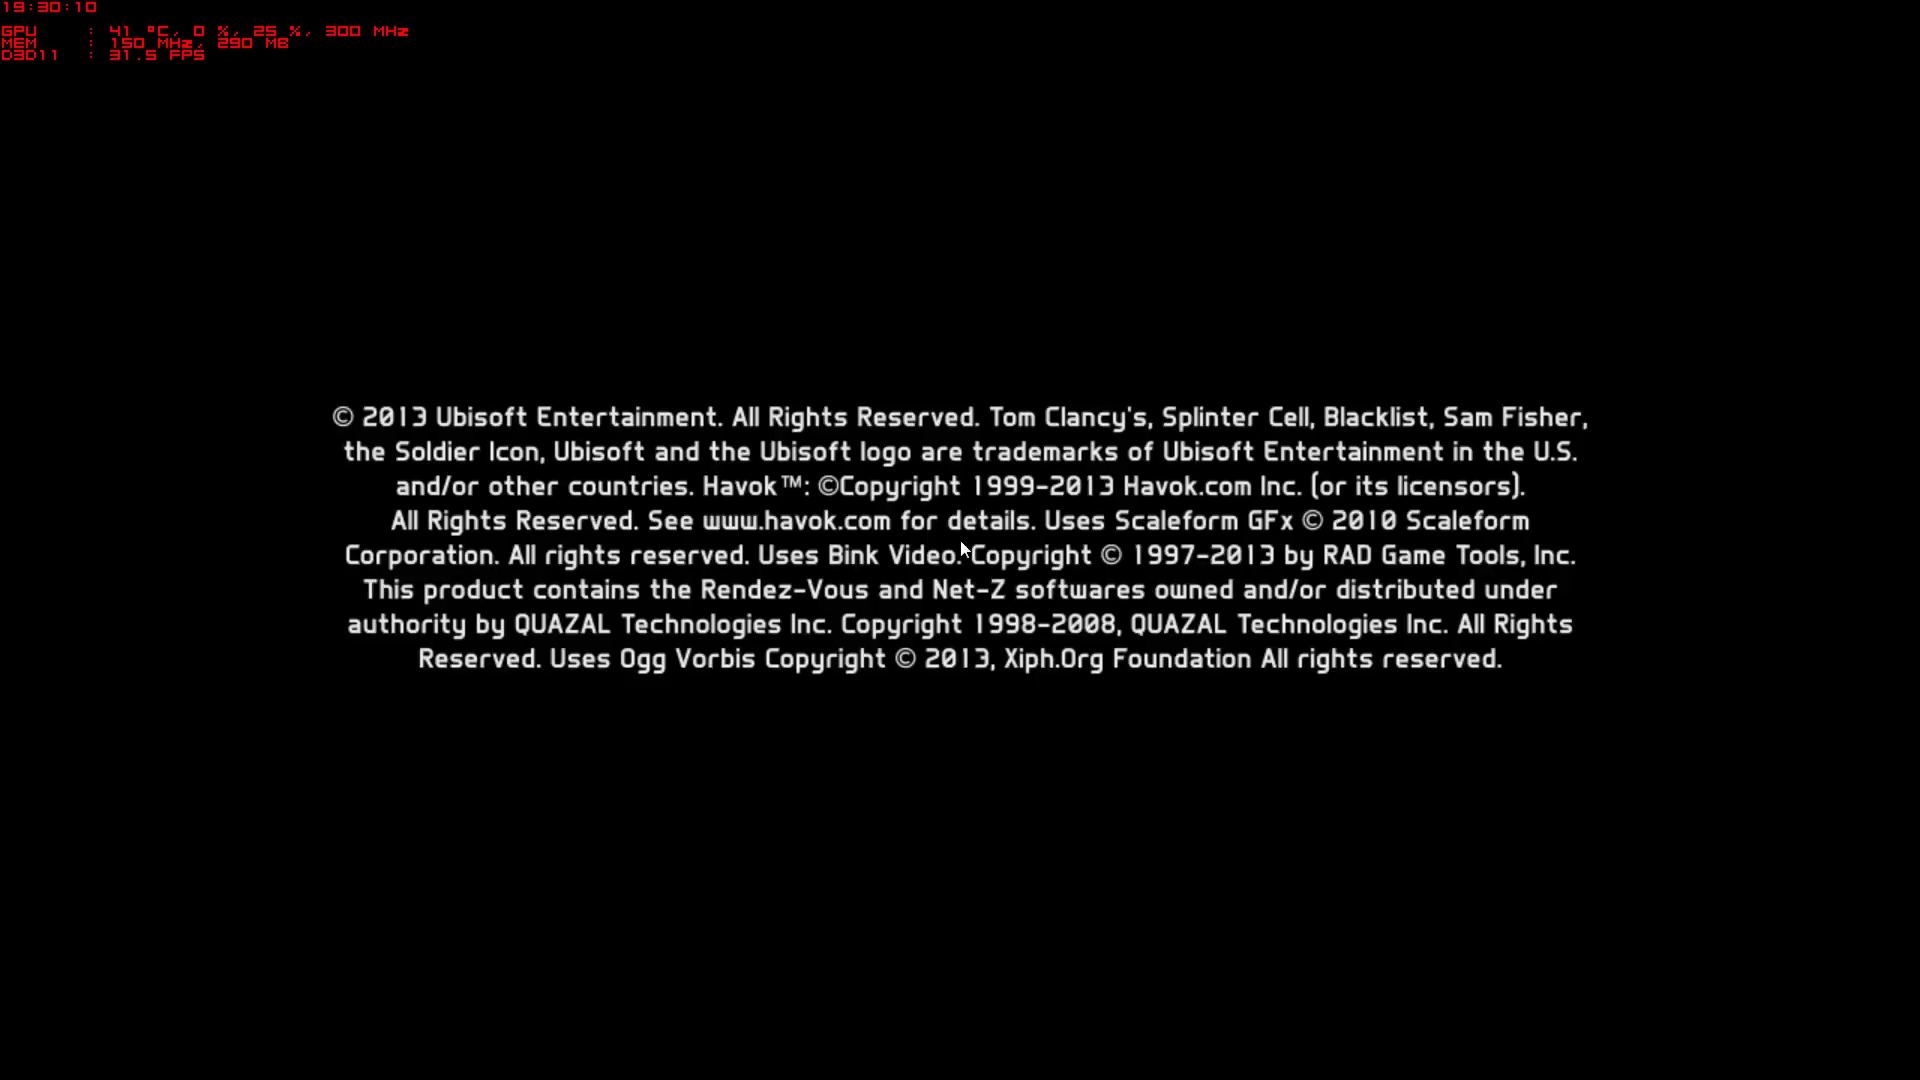 19:30:10
GPU : 41 °C, 0 %, 25 %, 300 MHz
MEM : 150 MHz, 290 MB
D3D11 : 31.5 FPS
© 2013 Ubisoft Entertainment. All Rights Reserved. Tom Clancy's, Splinter Cell, Blacklist, Sam Fisher,
the Soldier Icon, Ubisoft and the Ubisoft logo are trademarks of Ubisoft Entertainment in the U.S.
and/or other countries. Havok™: ©Copyright 1999-2013 Havok.com Inc. (or its licensors).
All Rights Reserved. See www.havok.com for details. Uses Scaleform GFx © 2010 Scaleform
Corporation. All rights reserved. Uses Bink Video. Copyright © 1997-2013 by RAD Game Tools, Inc.
This product contains the Rendez-Vous and Net-Z softwares owned and/or distributed under
authority by QUAZAL Technologies Inc. Copyright 1998-2008, QUAZAL Technologies Inc. All Rights
Reserved. Uses Ogg Vorbis Copyright © 2013, Xiph.Org Foundation All rights reserved.